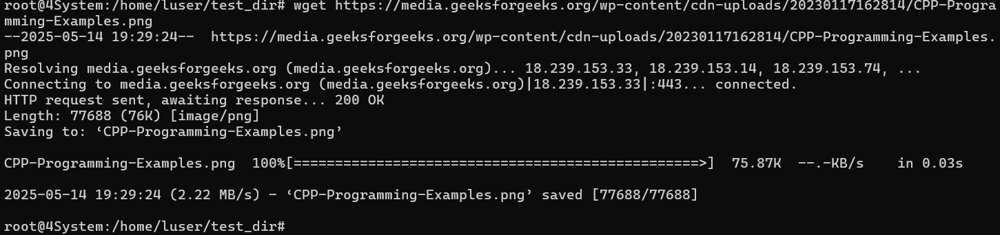 root@4System:/home/luser/test_dir# wget https://media.geeksforgeeks.org/wp-content/cdn-uploads/20230117162814/CPP-Progra
mming-Examples.png
--2025-05-14 19:29:24--  https://media.geeksforgeeks.org/wp-content/cdn-uploads/20230117162814/CPP-Programming-Examples.
png
Resolving media.geeksforgeeks.org (media.geeksforgeeks.org)... 18.239.153.33, 18.239.153.14, 18.239.153.74, ...
Connecting to media.geeksforgeeks.org (media.geeksforgeeks.org)|18.239.153.33|:443... connected.
HTTP request sent, awaiting response... 200 OK
Length: 77688 (76K) [image/png]
Saving to: ‘CPP-Programming-Examples.png’
CPP-Programming-Examples.png  100%[=================================================>]  75.87K  --.-KB/s    in 0.03s
2025-05-14 19:29:24 (2.22 MB/s) - ‘CPP-Programming-Examples.png’ saved [77688/77688]
root@4System:/home/luser/test_dir#